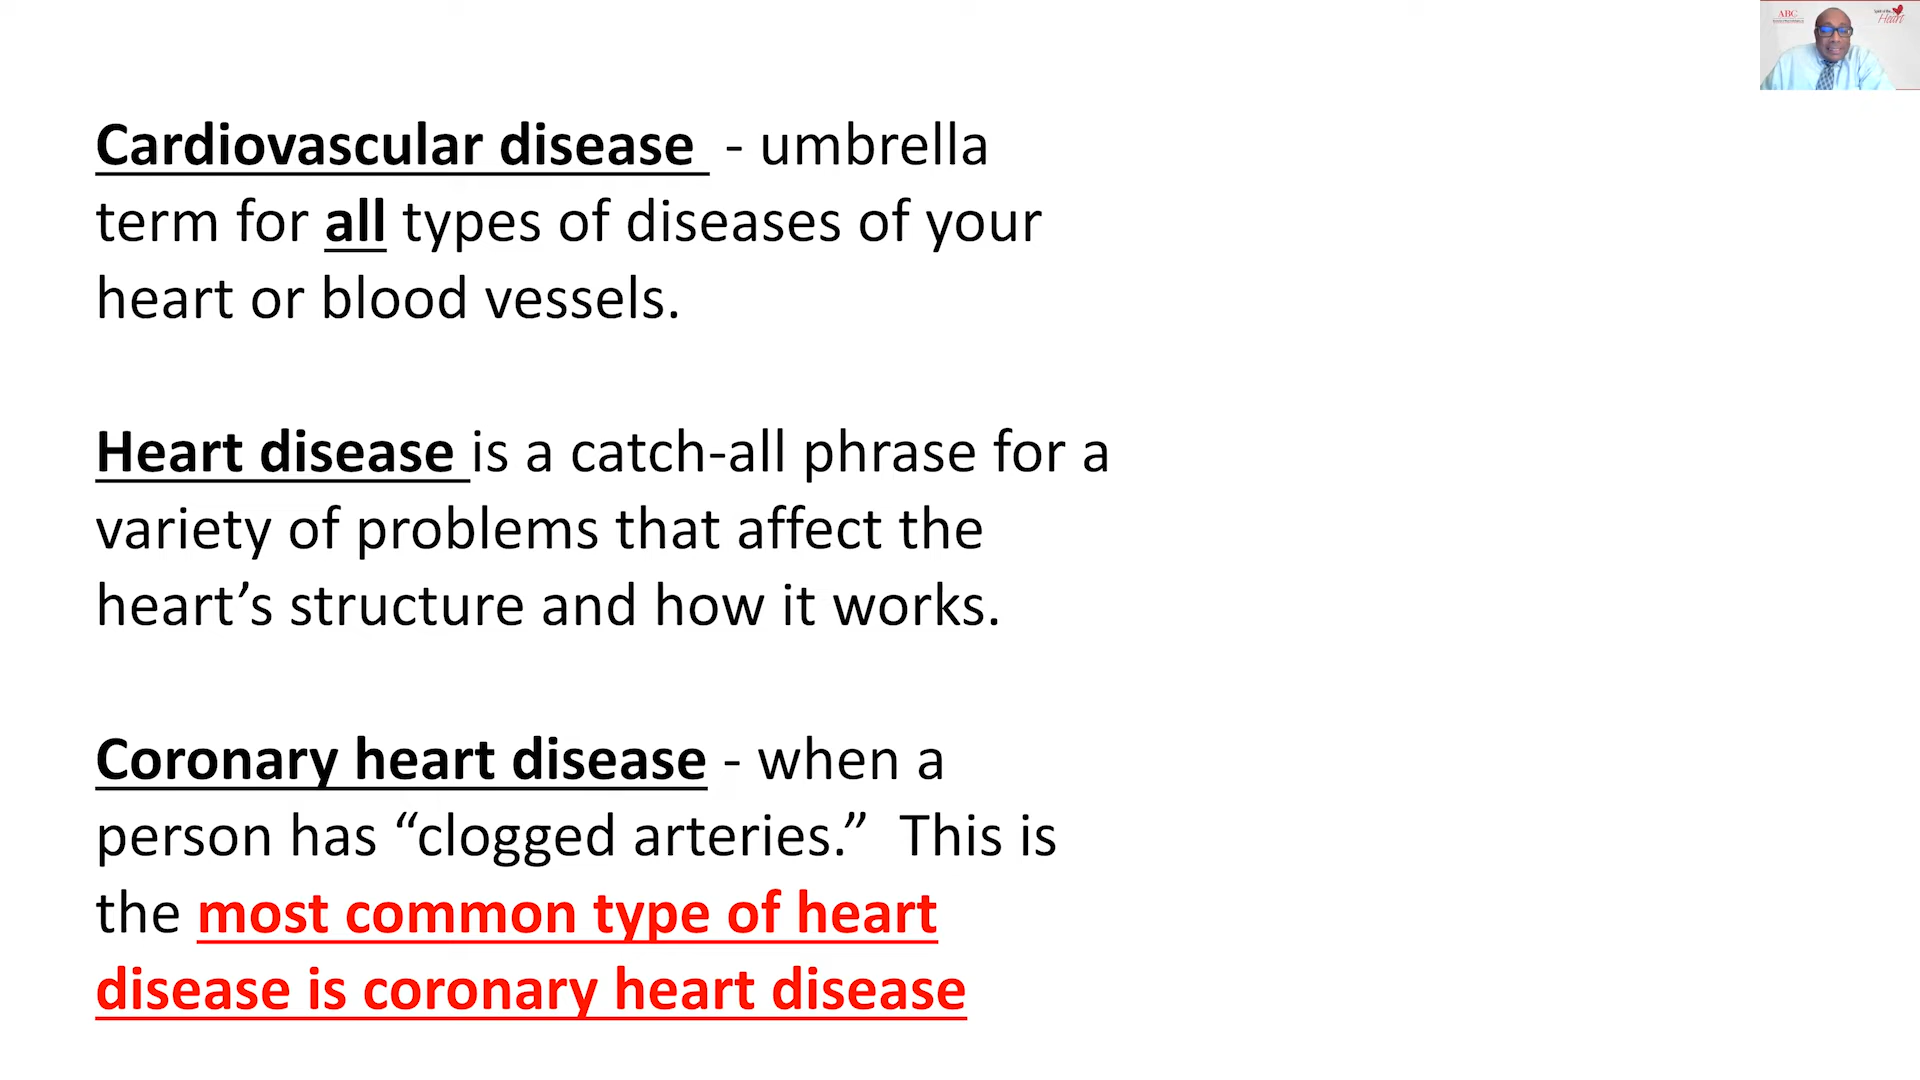 Cardiovascular disease - umbrella
term for all types of diseases of your
heart or blood vessels.
Heart disease is a catch-all phrase for a
variety of problems that affect the
heart’s structure and how it works.
Coronary heart disease - when a
person has “clogged arteries.” This is
the most common type of heart
disease is coronary heart disease
ABC
Heart